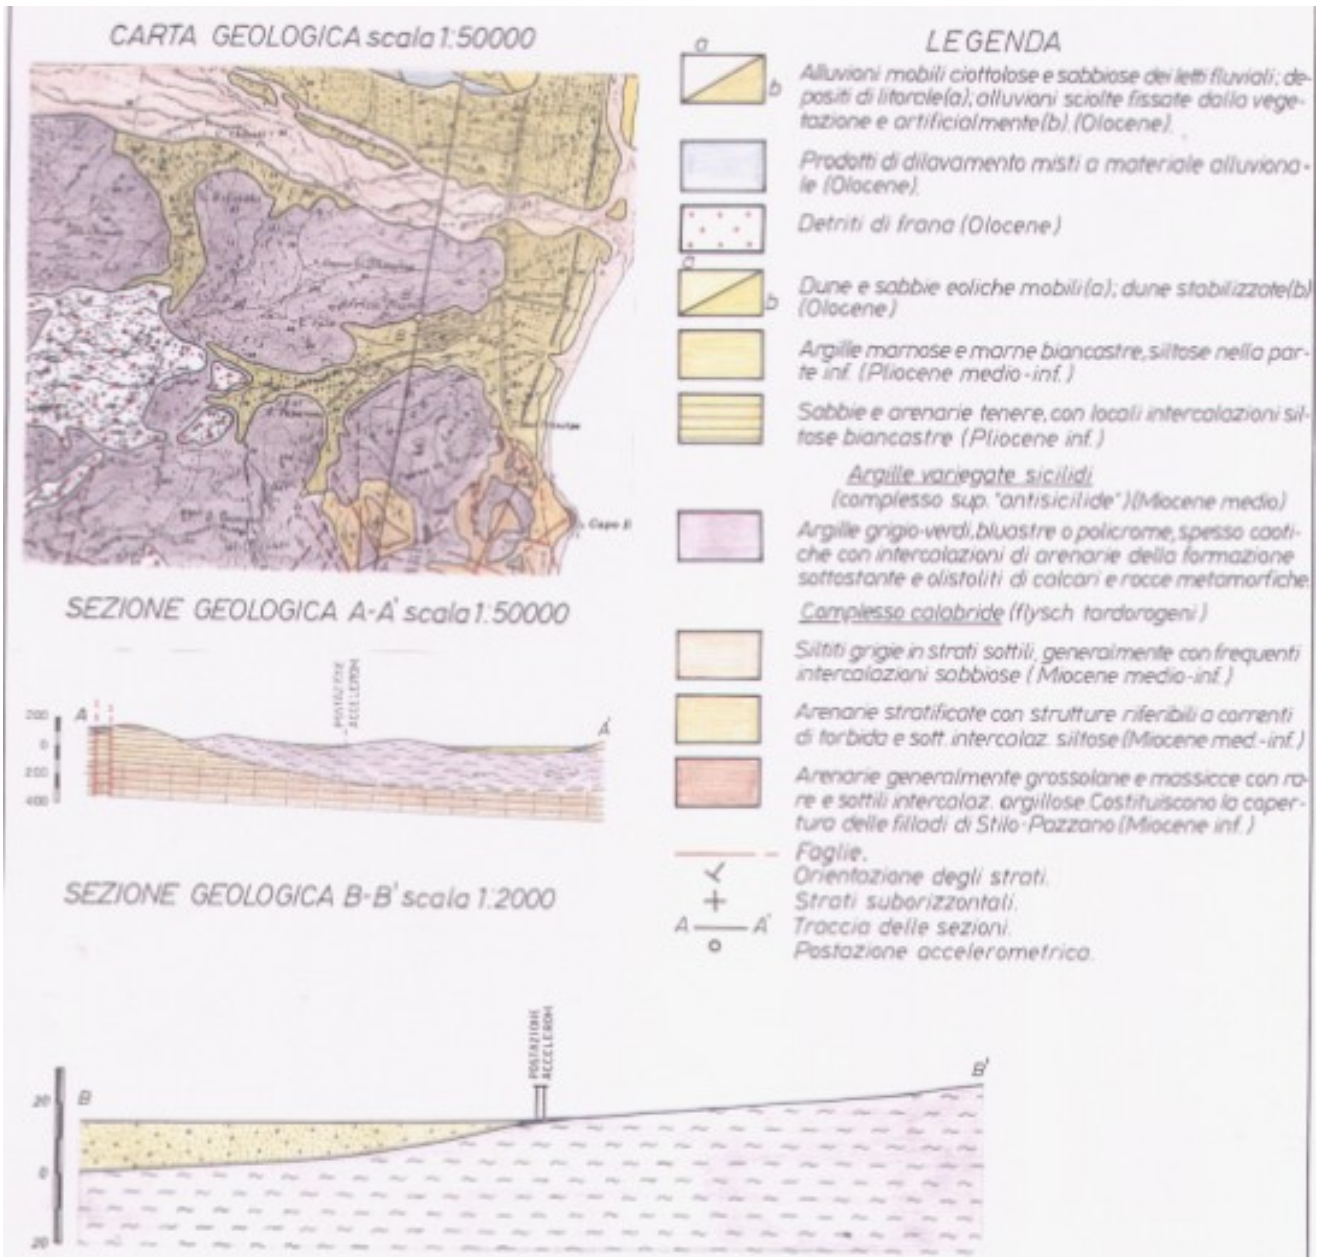 CARTA GEOLOGICA scala 1:50000
Capo B
SEZIONE GEOLOGICA A-A' scala 1:50000
POSTAZIONE
ACCELEROM
A
A'
200
0
200
400
SEZIONE GEOLOGICA B-B' scala 1:2000
POSTAZIONE
ACCELEROM
B
B'
20
0
20
LEGENDA
a
b
Alluvioni mobili ciottolose e sabbiose dei letti fluviali; de-
positi di litorale(a); alluvioni sciolte fissate dalla vege-
tazione e artificialmente(b). (Olocene).
Prodotti di dilavamento misti a materiale alluviona-
le (Olocene).
Detriti di frana (Olocene)
a
b
Dune e sabbie eoliche mobili(a); dune stabilizzate(b)
(Olocene)
Argille marnose e marne biancastre, siltose nella par-
te inf. (Pliocene medio-inf.)
Sabbie e arenarie tenere, con locali intercalazioni sil-
tose biancastre (Pliocene inf.)
Argille variegate sicilidi
(complesso sup. "antisicilide") (Miocene medio)
Argille grigio-verdi, bluastre o policrome, spesso caoti-
che con intercalazioni di arenarie della formazione
sottostante e olistoliti di calcari e rocce metamorfiche.
Complesso calabride (flysch tardorogeni)
Siltiti grigie in strati sottili, generalmente con frequenti
intercalazioni sabbiose (Miocene medio-inf.)
Arenarie stratificate con strutture riferibili a correnti
di torbida e sott. intercalaz. siltose (Miocene med.-inf.)
Arenarie generalmente grossolane e massicce con ra-
re e sottili intercalaz. argillose. Costituiscono la coper-
tura delle filladi di Stilo-Pazzano (Miocene inf.)
Faglie.
Orientazione degli strati.
Strati suborizzontali.
A A' Traccia delle sezioni.
Postazione accelerometrica.